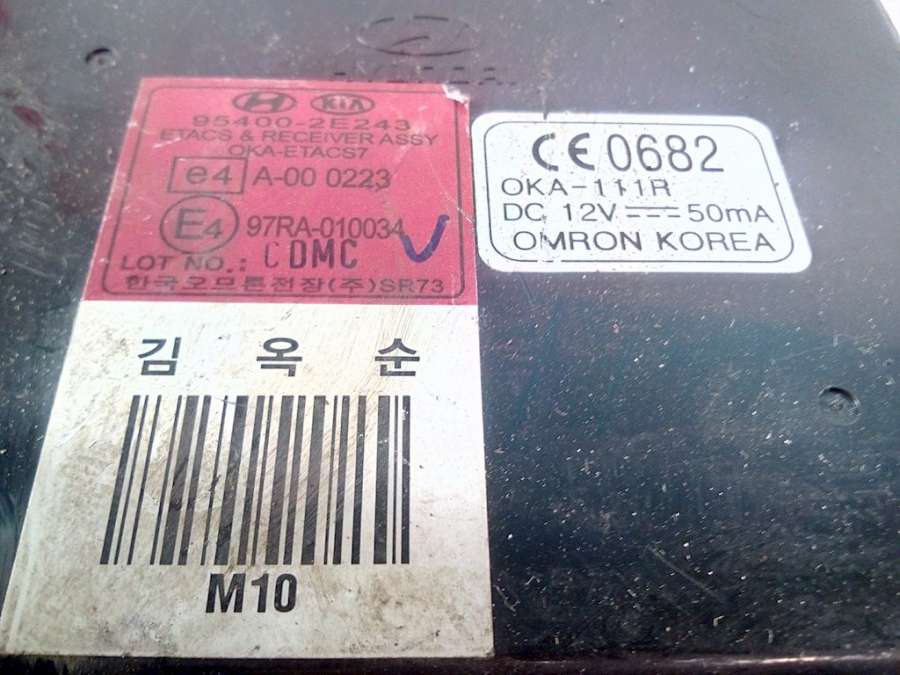 KIA
95400-2E243
ETACS & RECEIVER ASSY
OKA-ETACS7
e4 A-00 0223
E4 97RA-010034
LOT NO.: CDMC
한국오므론전장(주)SR73
김 옥 순
M10
CE 0682
OKA-111R
DC 12V 50mA
OMRON KOREA